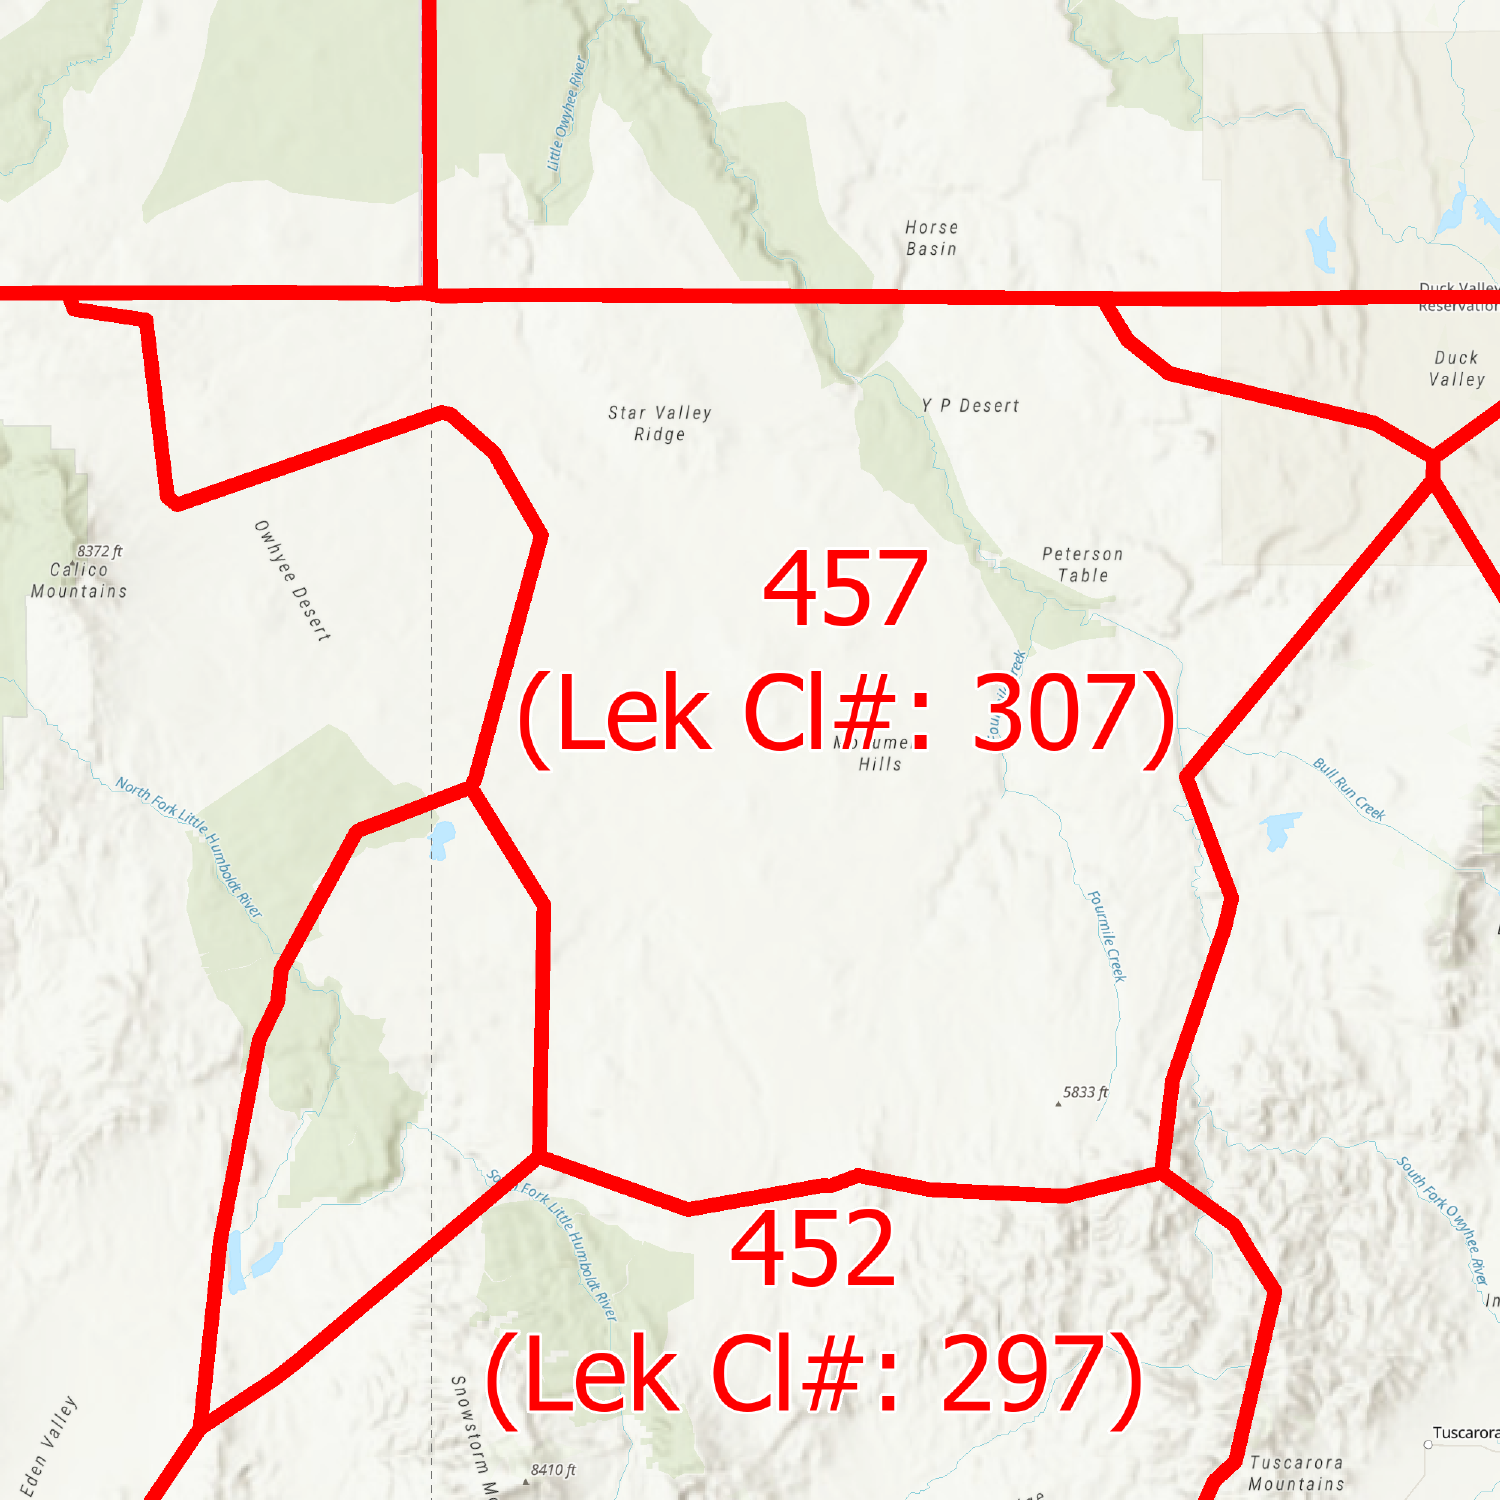 Little Owyhee River
Horse
Basin
Duck Valley
Reservation
Duck
Valley
Star Valley
Ridge
Y P Desert
8372 ft
Calico
Mountains
Owhyee Desert
Peterson
Table
457
(Lek Cl#: 307)
Hills
North Fork Little Humboldt River
Bull Run Creek
Fourmile Creek
5833 ft
South Fork Little Humboldt River
South Fork Owyhee River
452
(Lek Cl#: 297)
Eden Valley
Snowstorm
8410 ft
Tuscarora
Tuscarora
Mountains